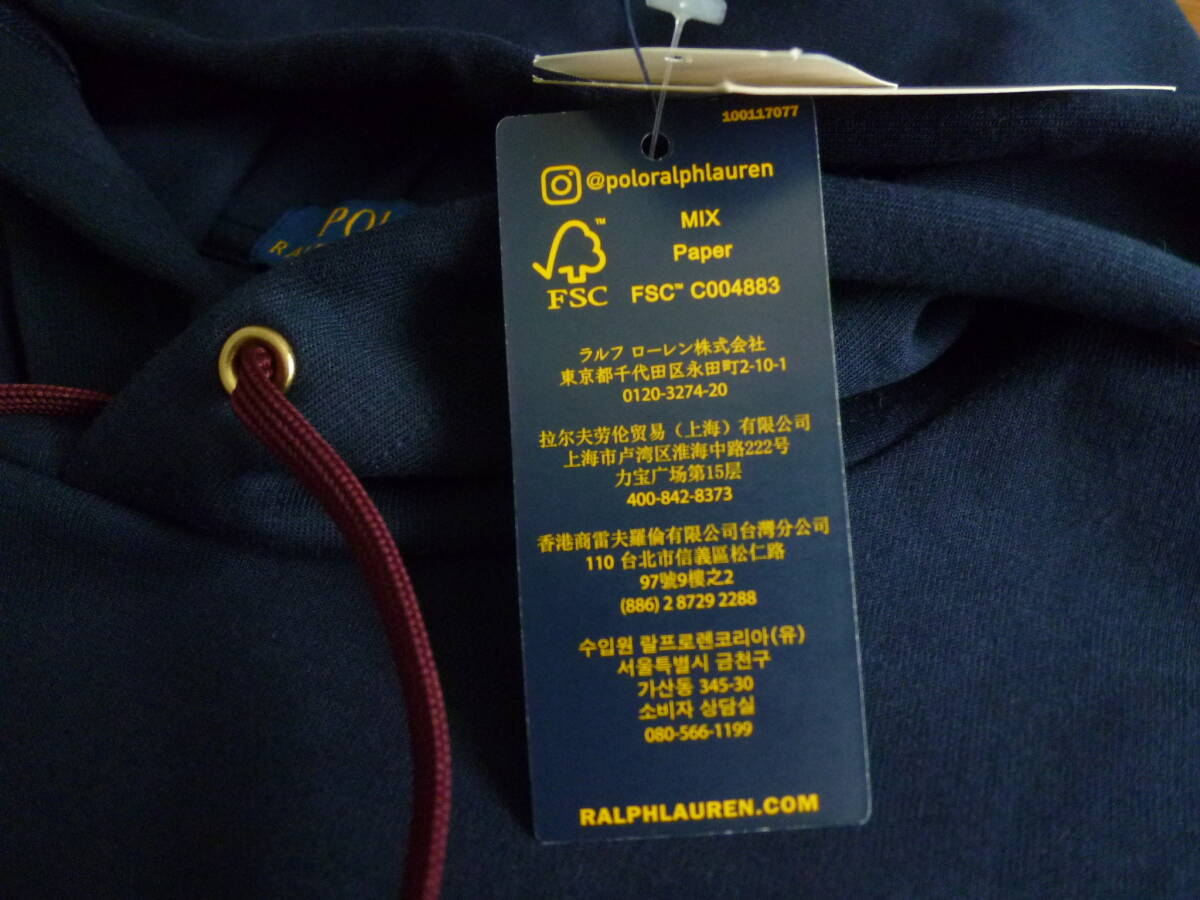 100117077
@poloralphlauren
MIX
Paper
FSC™ C004883
™
FSC
ラルフ ローレン株式会社
東京都千代田区永田町2-10-1
0120-3274-20
拉尔夫劳伦贸易（上海）有限公司
上海市卢湾区淮海中路222号
力宝广场第15层
400-842-8373
香港商雷夫羅倫有限公司台灣分公司
110 台北市信義區松仁路
97號9樓之2
(886) 2 8729 2288
수입원 랄프로렌코리아(유)
서울특별시 금천구
가산동 345-30
소비자 상담실
080-566-1199
RALPHLAUREN.COM